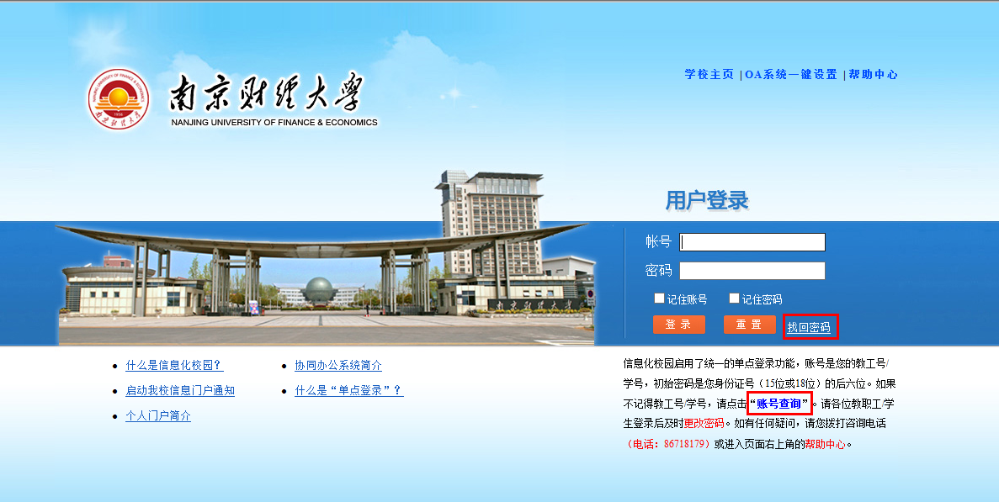 学校主页 |OA系统一键设置 |帮助中心
南京财经大学
NANJING UNIVERSITY OF FINANCE & ECONOMICS
用户登录
帐号
密码
记住账号 记住密码
登 录 重 置 找回密码
南京财经大学
什么是信息化校园？ 协同办公系统简介
启动我校信息门户通知 什么是“单点登录”？
个人门户简介
信息化校园启用了统一的单点登录功能，账号是您的教工号/
学号，初始密码是您身份证号（15位或18位）的后六位。如果
不记得教工号/学号，请点击“账号查询”。请各位教职工/学
生登录后及时更改密码。如有任何疑问，请您拨打咨询电话
（电话：86718179）或进入页面右上角的帮助中心。